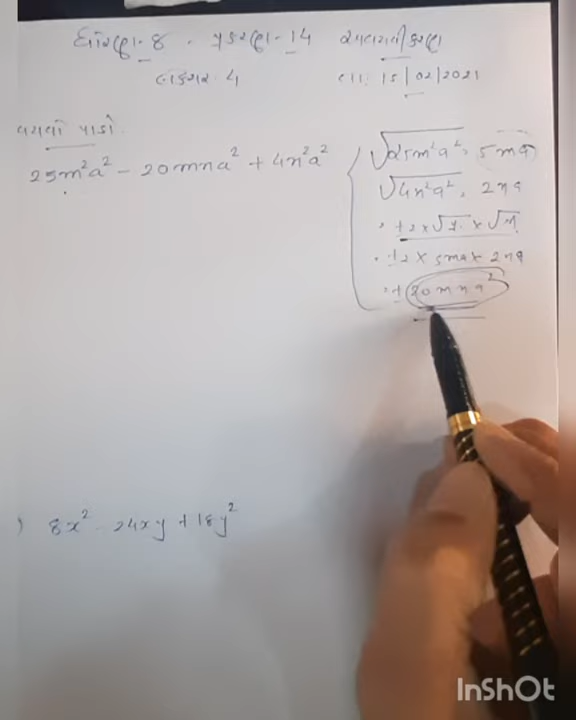 ધોરણ-8 - પ્રકરણ-14 અવયવીકરણ
લેક્ચર 4 તા: 15/02/2021
અવયવ પાડો.
25m²a² - 20mna² + 4n²a²
√25m²a² = 5ma
√4n²a² = 2na
= ±2×√પ્ર. ×√અં.
= ±2 × 5ma × 2na
= ± 20mna²
) 8x² - 24xy + 18y²
InShOt